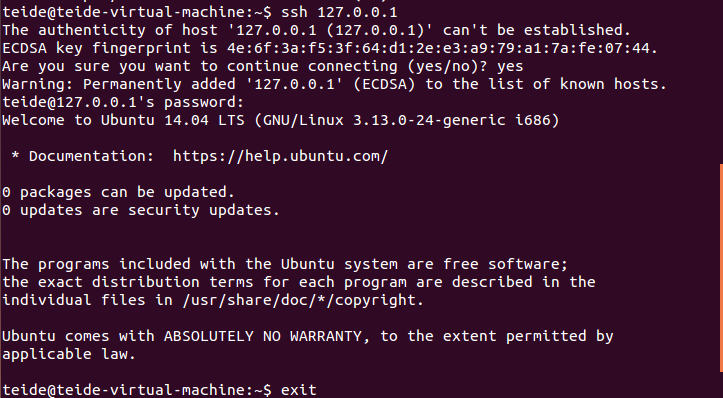 teide@teide-virtual-machine:~$ ssh 127.0.0.1
The authenticity of host '127.0.0.1 (127.0.0.1)' can't be established.
ECDSA key fingerprint is 4e:6f:3a:f5:3f:64:d1:2e:e3:a9:79:a1:7a:fe:07:44.
Are you sure you want to continue connecting (yes/no)? yes
Warning: Permanently added '127.0.0.1' (ECDSA) to the list of known hosts.
teide@127.0.0.1's password:
Welcome to Ubuntu 14.04 LTS (GNU/Linux 3.13.0-24-generic i686)
* Documentation:  https://help.ubuntu.com/
0 packages can be updated.
0 updates are security updates.
The programs included with the Ubuntu system are free software;
the exact distribution terms for each program are described in the
individual files in /usr/share/doc/*/copyright.
Ubuntu comes with ABSOLUTELY NO WARRANTY, to the extent permitted by
applicable law.
teide@teide-virtual-machine:~$ exit